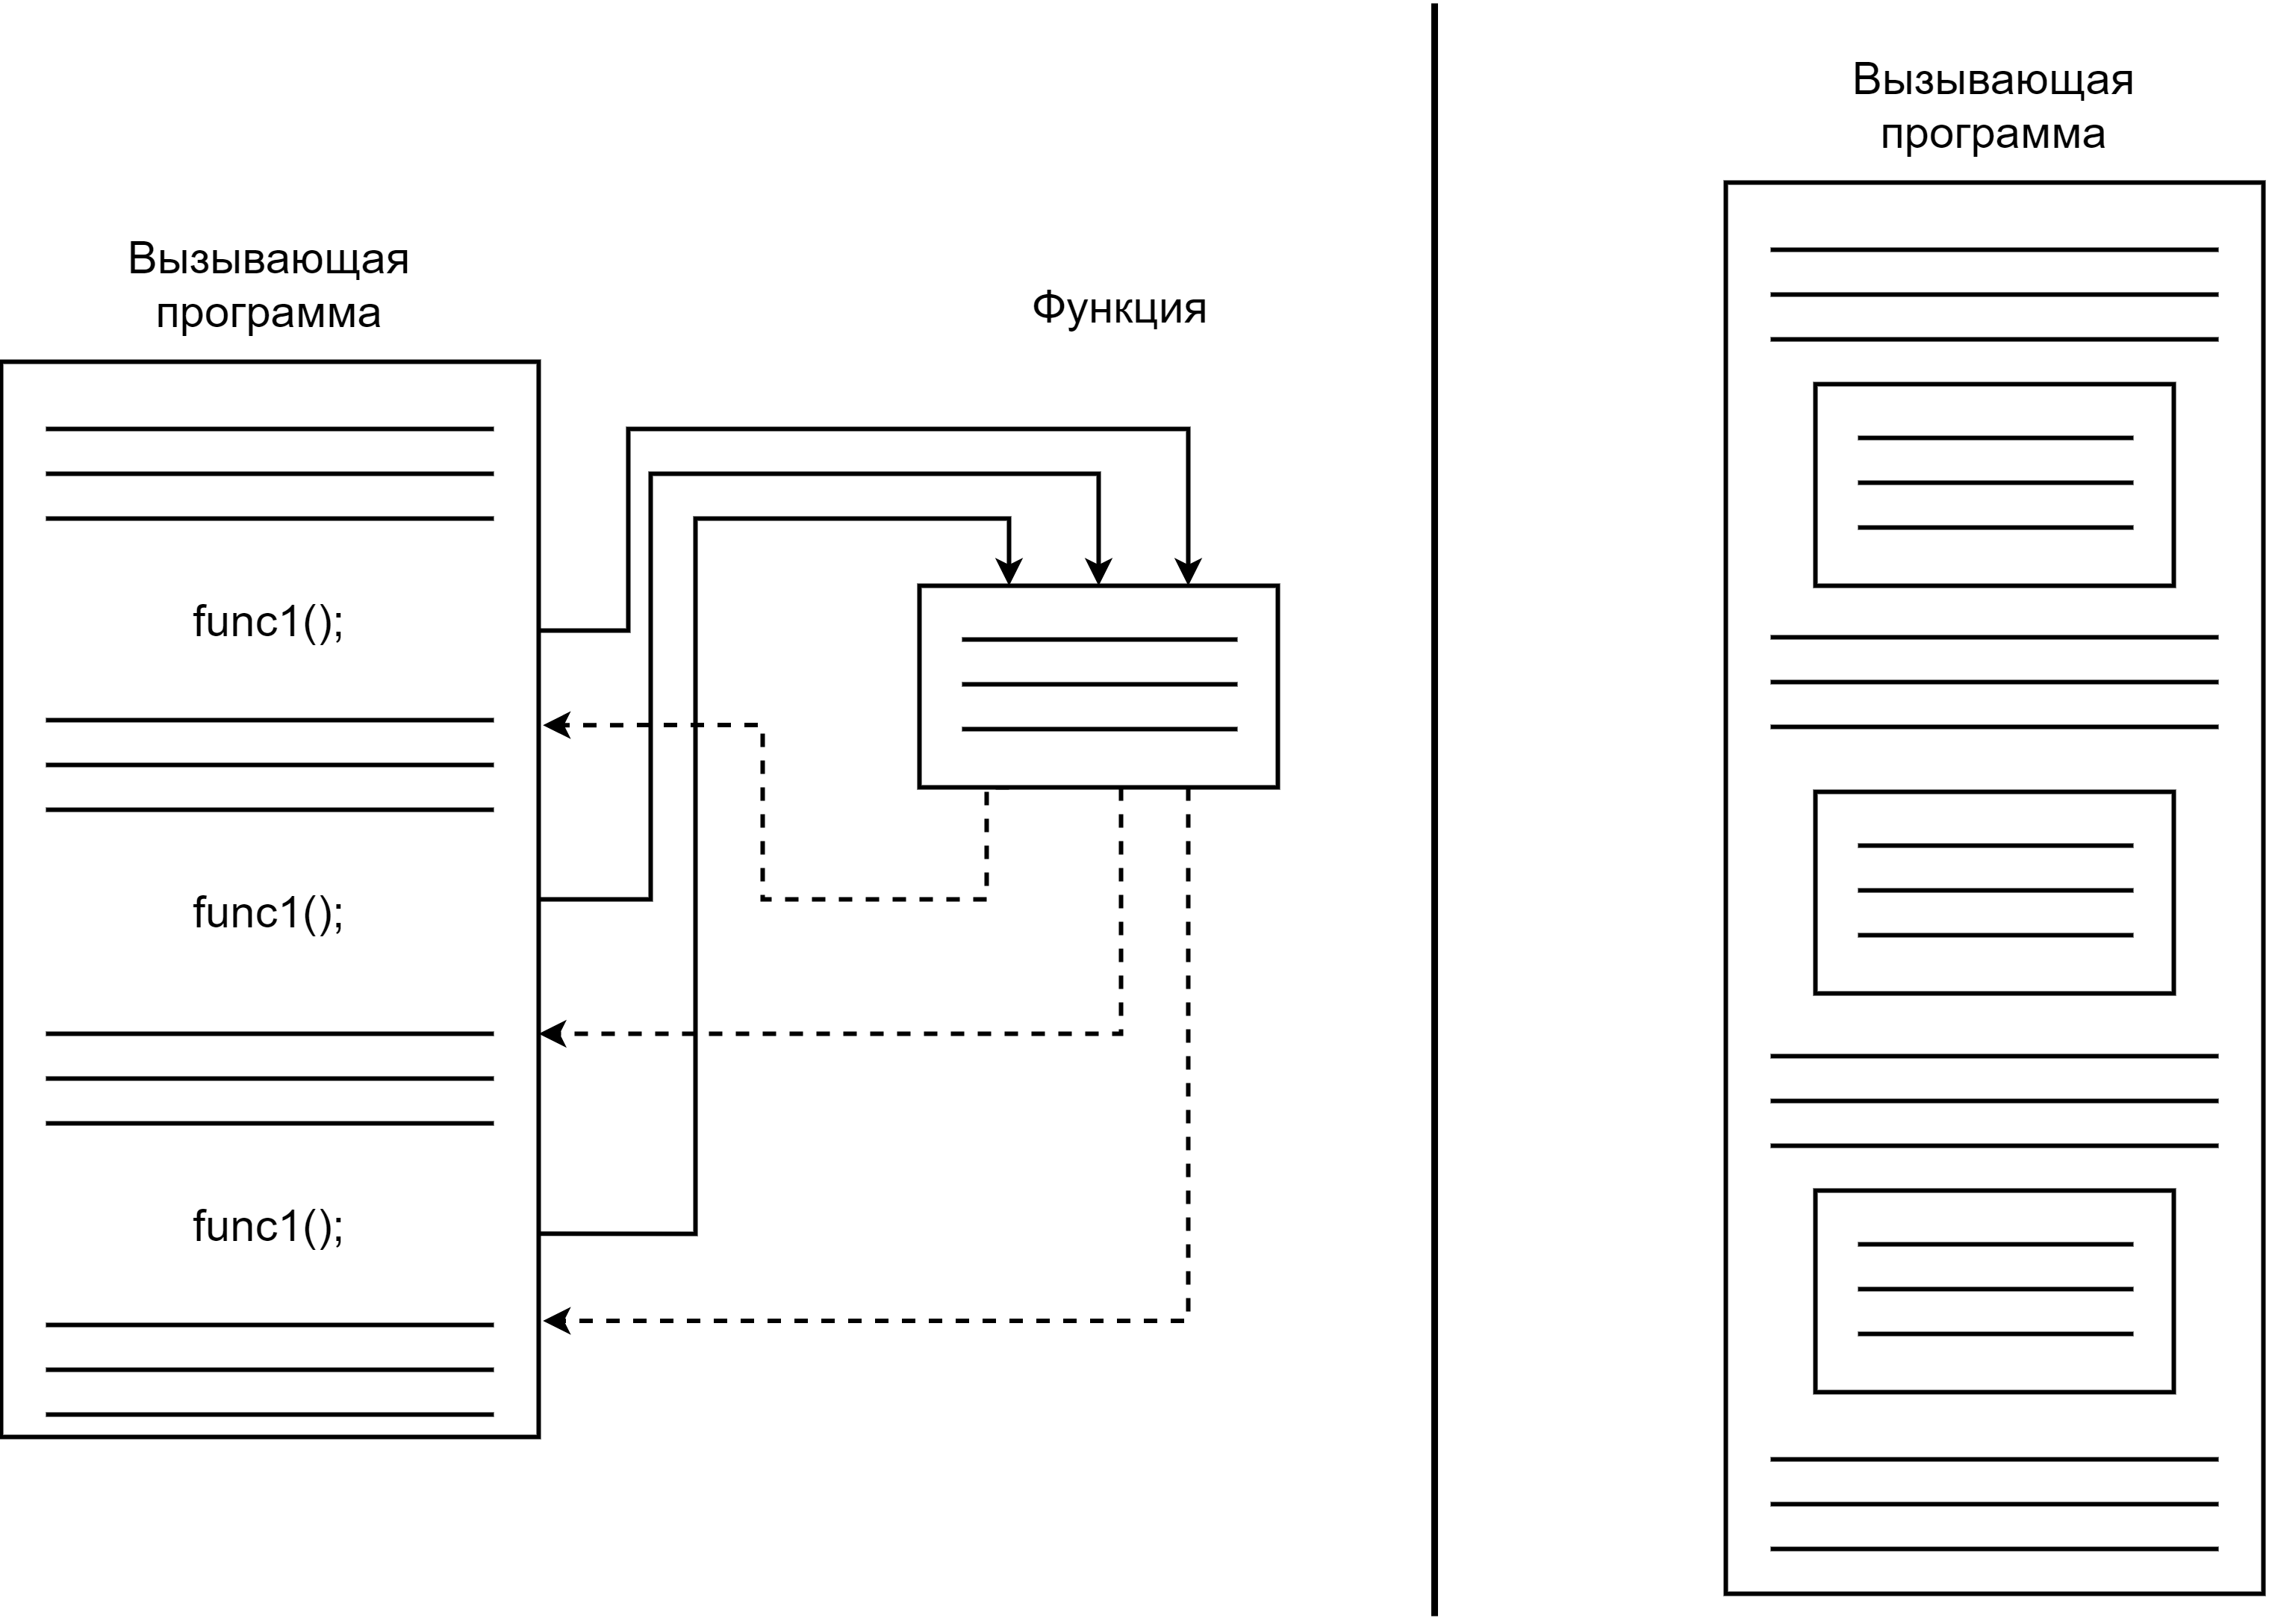 Вызывающая
программа
Функция
func1();
func1();
func1();
Вызывающая
программа